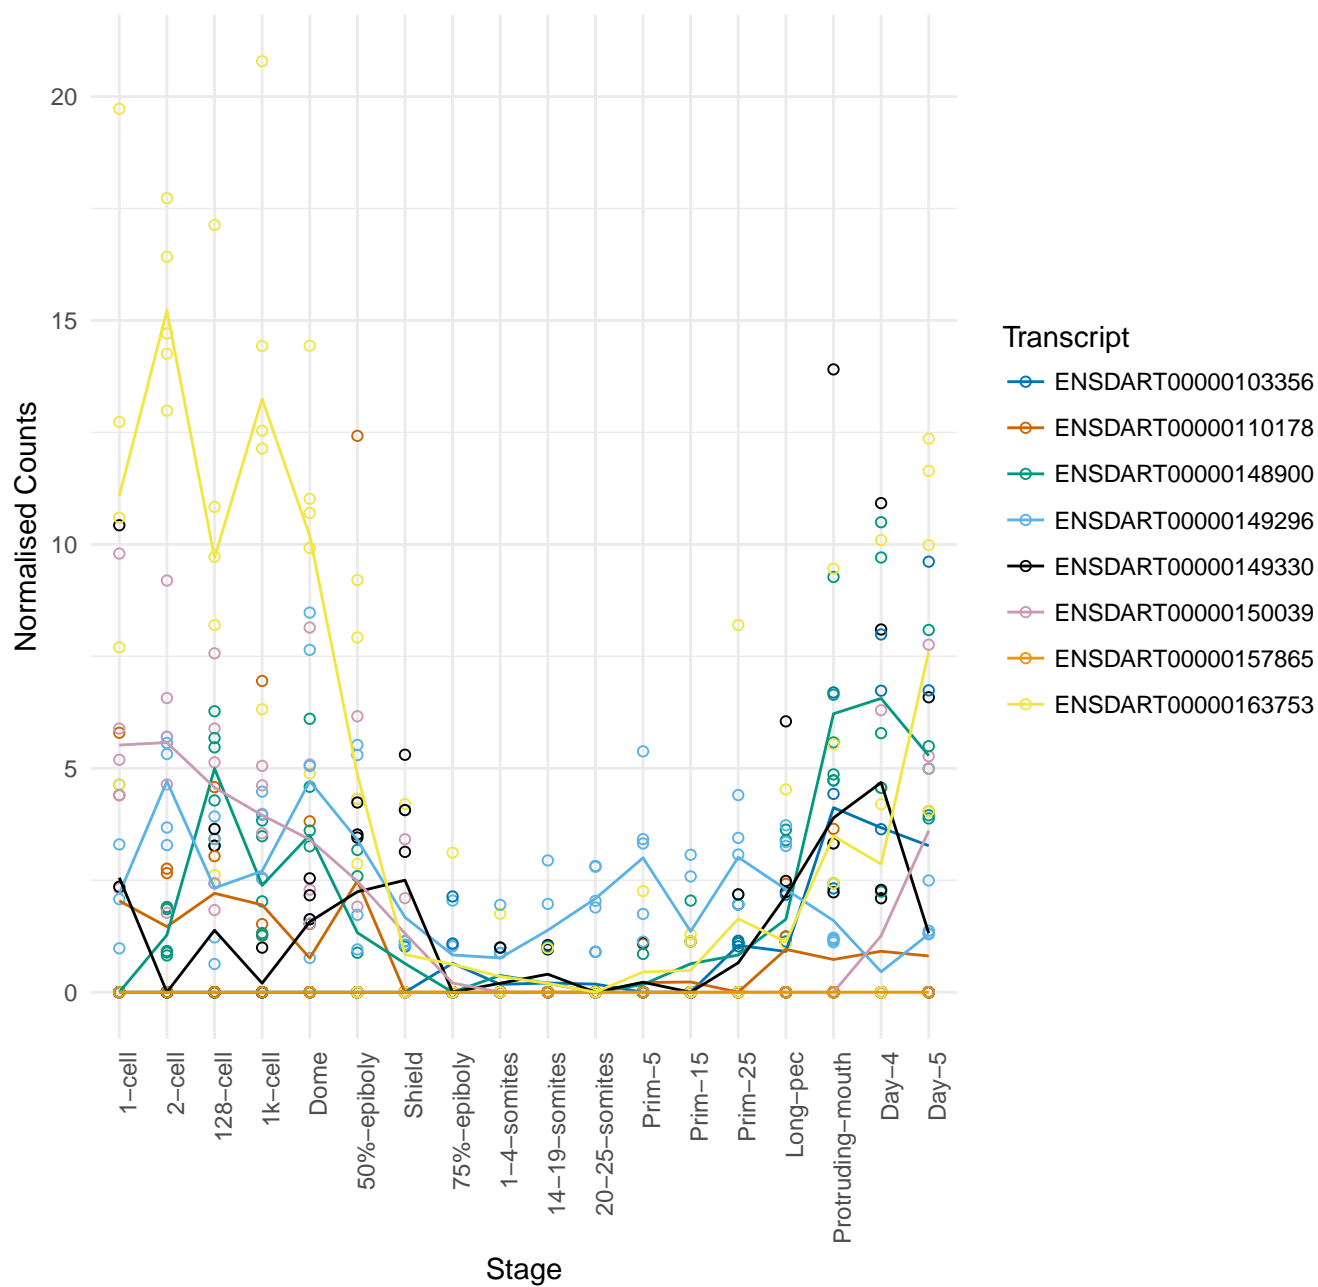 20
15
10
5
0
Normalised Counts
1−cell
2−cell
128−cell
1k−cell
Dome
50%−epiboly
Shield
75%−epiboly
1−4−somites
14−19−somites
20−25−somites
Prim−5
Prim−15
Prim−25
Long−pec
Protruding−mouth
Day−4
Day−5
Stage
Transcript
ENSDART00000103356
ENSDART00000110178
ENSDART00000148900
ENSDART00000149296
ENSDART00000149330
ENSDART00000150039
ENSDART00000157865
ENSDART00000163753